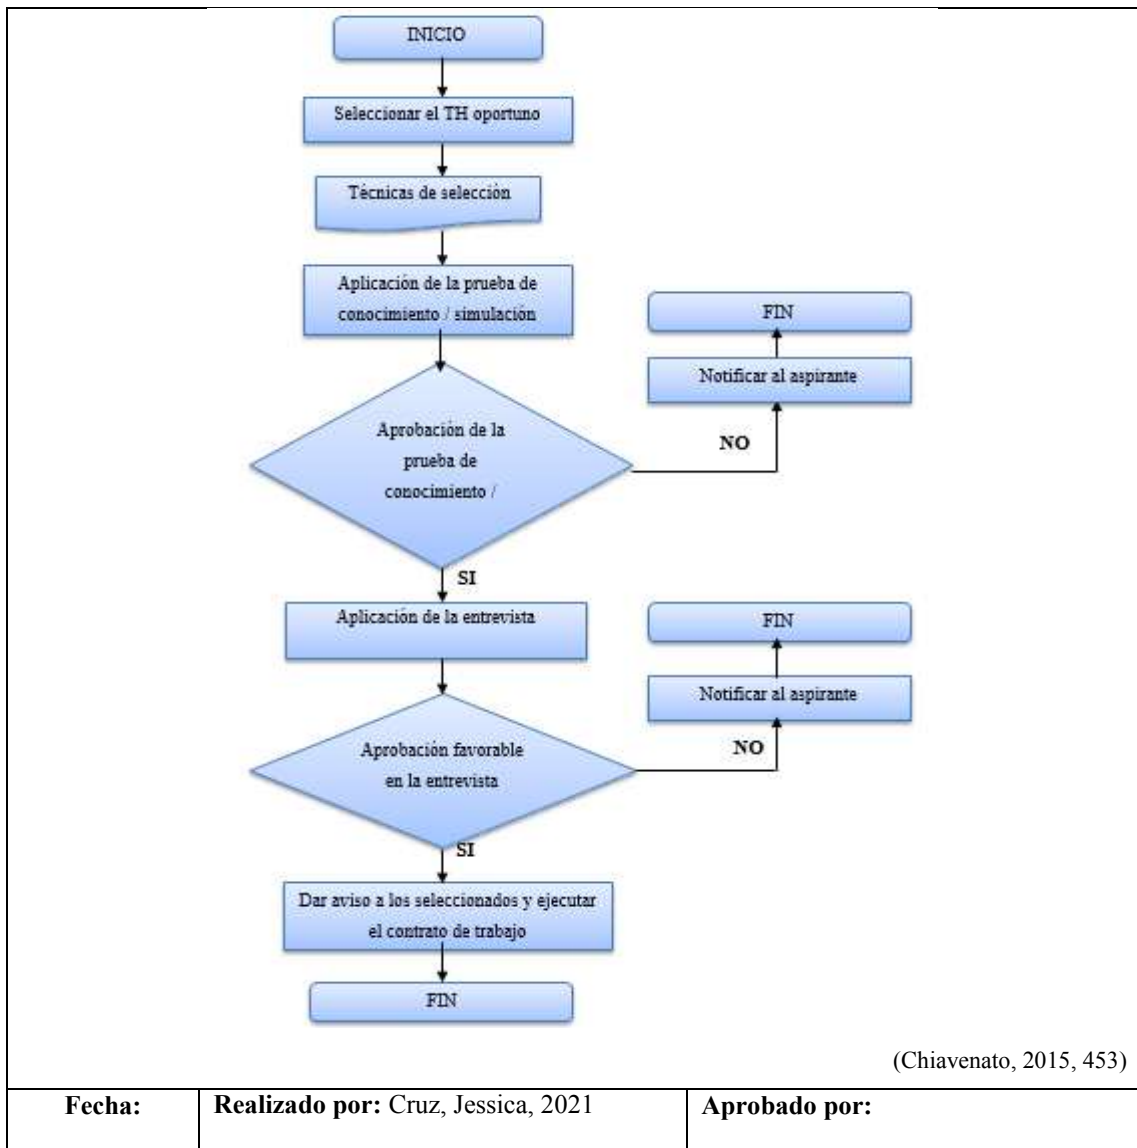 INICIO
Seleccionar el TH oportuno
Técnicas de selección
Aplicación de la prueba de
conocimiento / simulación
FIN
Notificar al aspirante
NO
Aprobación de la
prueba de
conocimiento /
SI
Aplicación de la entrevista
FIN
Notificar al aspirante
NO
Aprobación favorable
en la entrevista
SI
Dar aviso a los seleccionados y ejecutar
el contrato de trabajo
FIN
(Chiavenato, 2015, 453)
Fecha: Realizado por: Cruz, Jessica, 2021 Aprobado por: